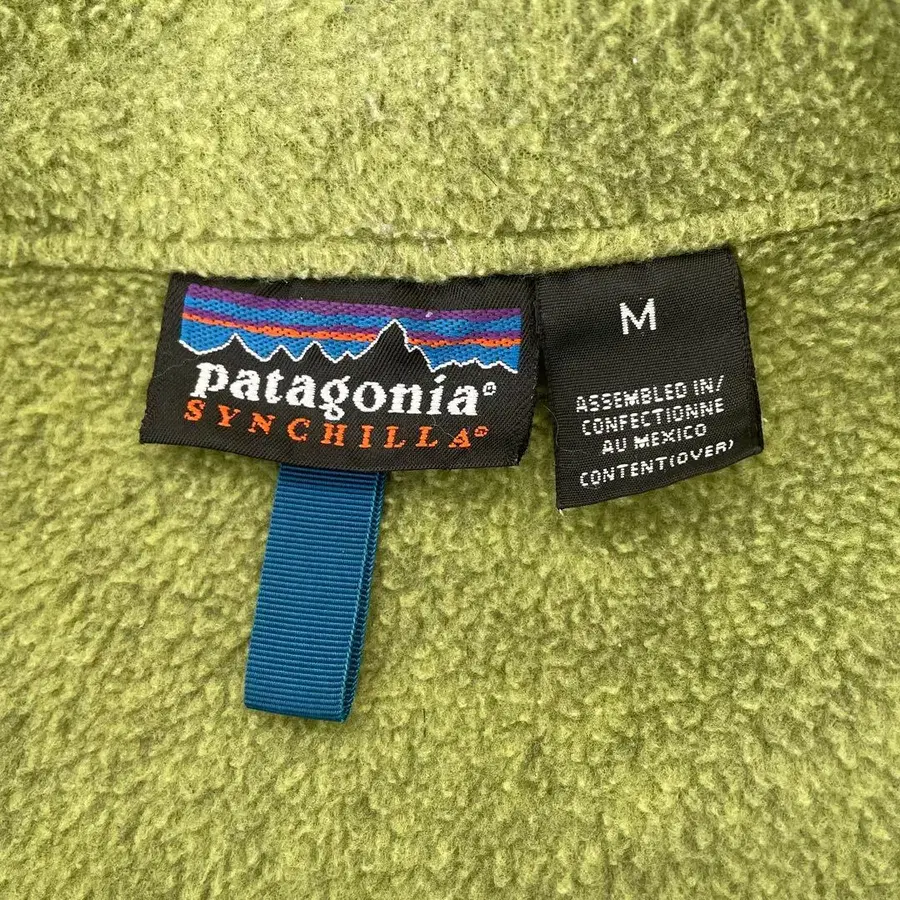 patagonia®
SYNCHILLA®
M
ASSEMBLED IN/
CONFECTIONNE
AU MEXICO
CONTENT(OVER)